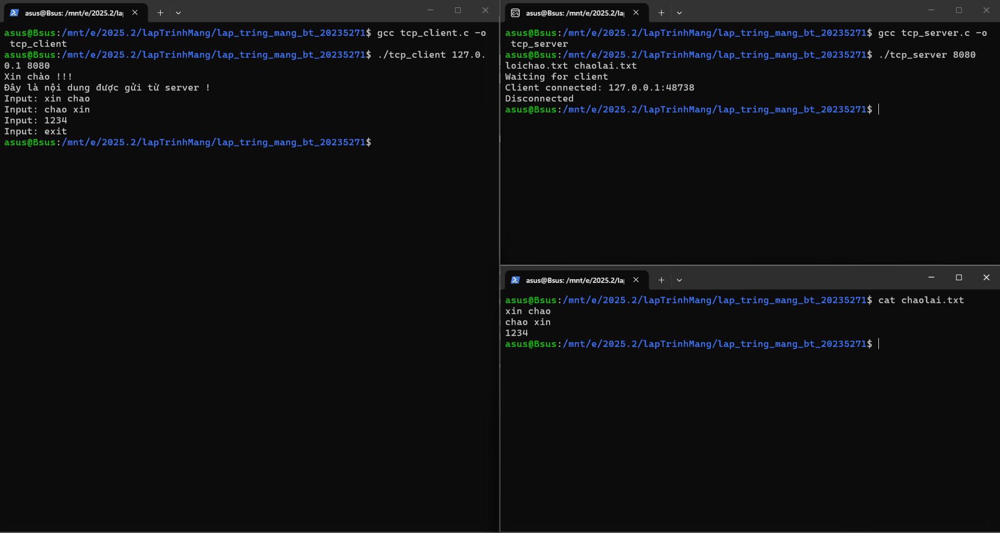 asus@Bsus: /mnt/e/2025.2/la
asus@Bsus:/mnt/e/2025.2/lapTrinhMang/lap_tring_mang_bt_20235271$ gcc tcp_client.c -o
tcp_client
asus@Bsus:/mnt/e/2025.2/lapTrinhMang/lap_tring_mang_bt_20235271$ ./tcp_client 127.0.
0.1 8080
Xin chào !!!
Đây là nội dung được gửi từ server !
Input: xin chao
Input: chao xin
Input: 1234
Input: exit
asus@Bsus:/mnt/e/2025.2/lapTrinhMang/lap_tring_mang_bt_20235271$
asus@Bsus: /mnt/e/2025.2/la
asus@Bsus:/mnt/e/2025.2/lapTrinhMang/lap_tring_mang_bt_20235271$ gcc tcp_server.c -o
tcp_server
asus@Bsus:/mnt/e/2025.2/lapTrinhMang/lap_tring_mang_bt_20235271$ ./tcp_server 8080
loichao.txt chaolai.txt
Waiting for client
Client connected: 127.0.0.1:48738
Disconnected
asus@Bsus:/mnt/e/2025.2/lapTrinhMang/lap_tring_mang_bt_20235271$
asus@Bsus: /mnt/e/2025.2/la
asus@Bsus:/mnt/e/2025.2/lapTrinhMang/lap_tring_mang_bt_20235271$ cat chaolai.txt
xin chao
chao xin
1234
asus@Bsus:/mnt/e/2025.2/lapTrinhMang/lap_tring_mang_bt_20235271$